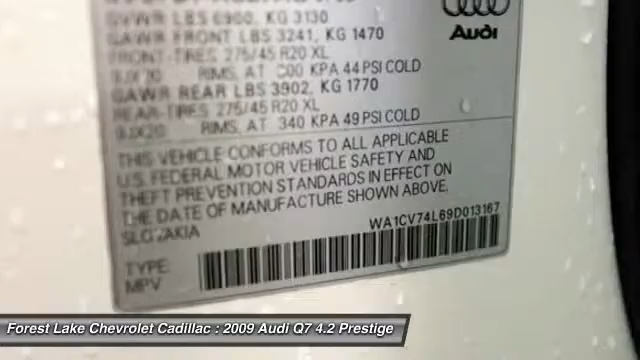 GVWR LBS 6900, KG 3130
GAWR FRONT LBS 3241, KG 1470
FRONT-TIRES 275/45 R20 XL
9JX20 RIMS, AT 300 KPA 44 PSI COLD
GAWR REAR LBS 3902, KG 1770
REAR-TIRES 275/45 R20 XL
9JX20 RIMS, AT 340 KPA 49 PSI COLD
Audi
THIS VEHICLE CONFORMS TO ALL APPLICABLE
U.S. FEDERAL MOTOR VEHICLE SAFETY AND
THEFT PREVENTION STANDARDS IN EFFECT ON
THE DATE OF MANUFACTURE SHOWN ABOVE.
SLOVAKIA
WA1CV74L69D013167
TYPE:
MPV
Forest Lake Chevrolet Cadillac : 2009 Audi Q7 4.2 Prestige